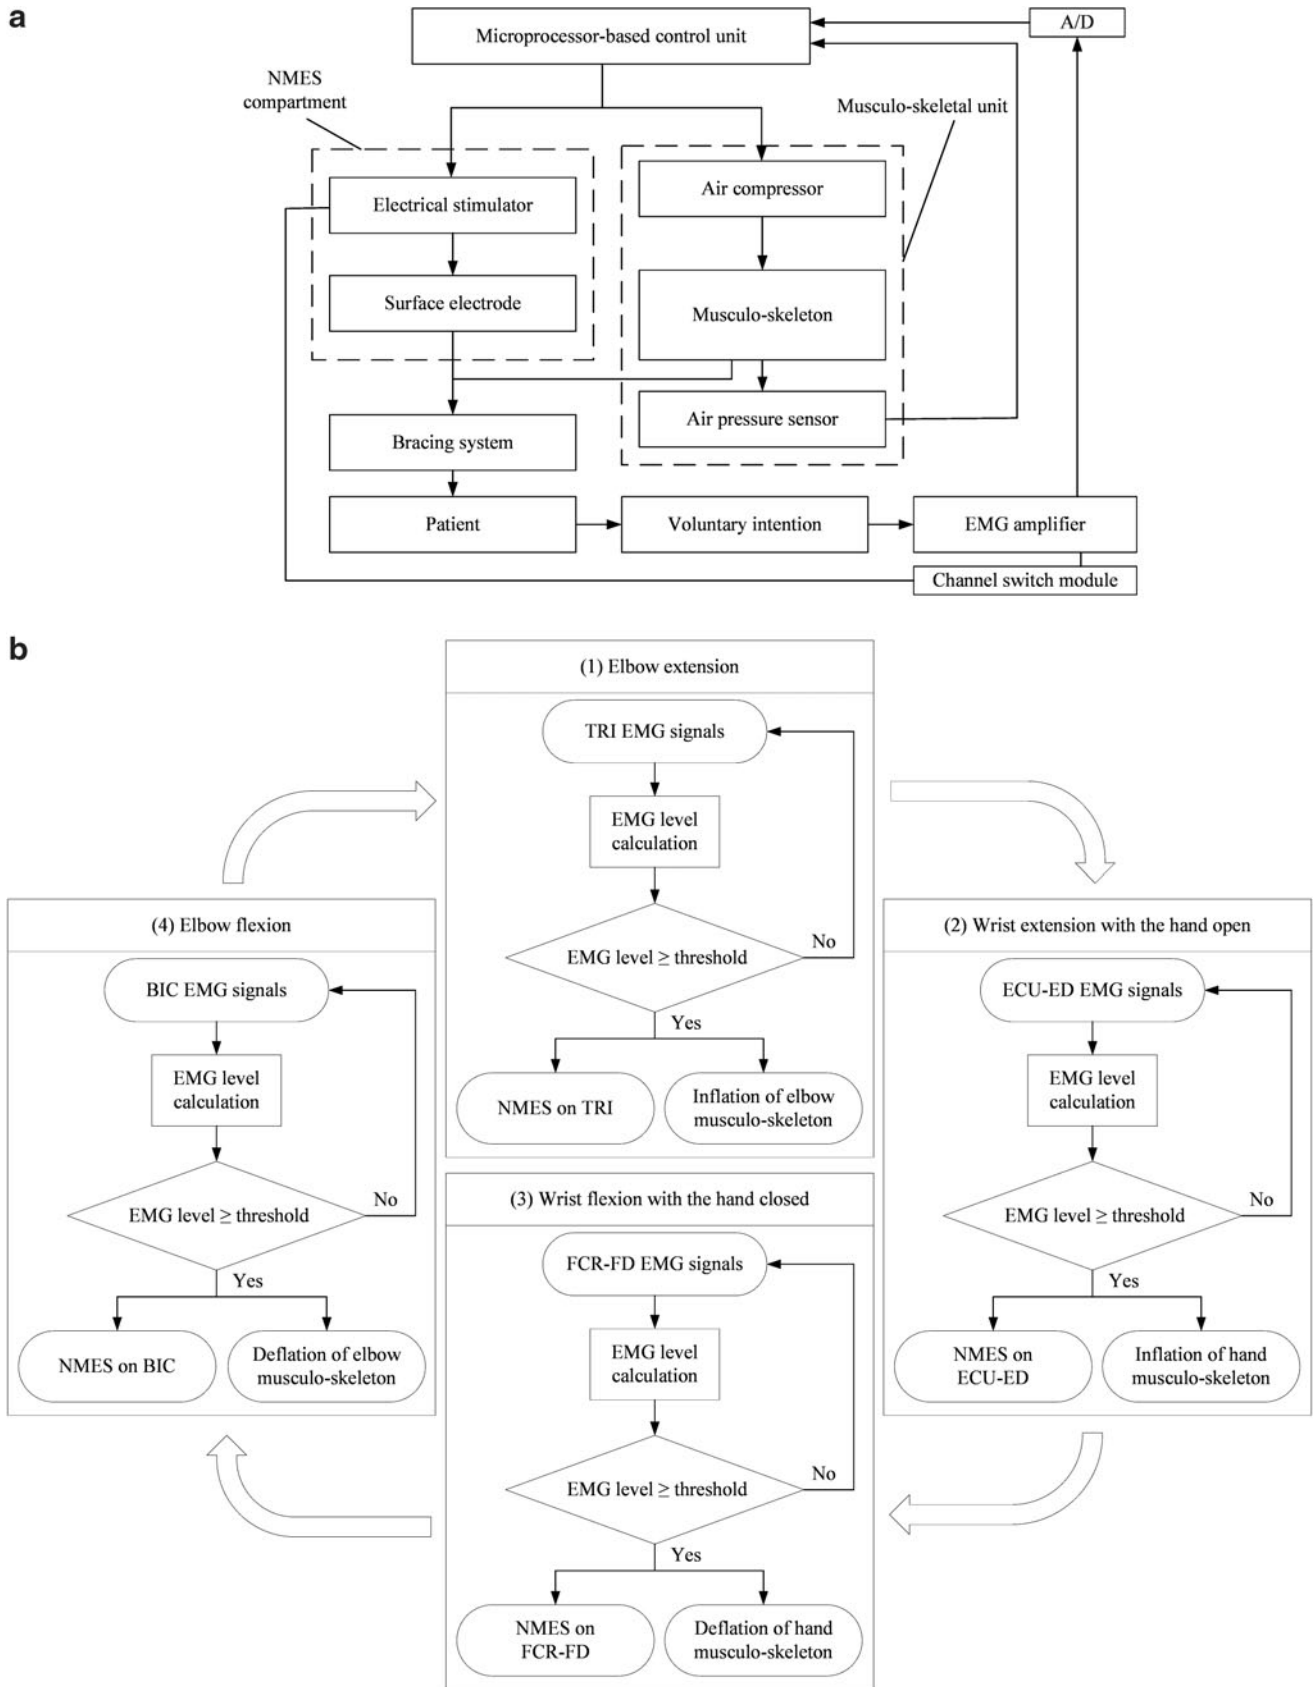 a
Microprocessor-based control unit
A/D
NMES
compartment
Musculo-skeletal unit
Electrical stimulator
Surface electrode
Air compressor
Musculo-skeleton
Air pressure sensor
Bracing system
Patient
Voluntary intention
EMG amplifier
Channel switch module
b
(1) Elbow extension
TRI EMG signals
EMG level
calculation
EMG level ≥ threshold
No
Yes
NMES on TRI
Inflation of elbow
musculo-skeleton
(2) Wrist extension with the hand open
ECU-ED EMG signals
EMG level
calculation
EMG level ≥ threshold
No
Yes
NMES on
ECU-ED
Inflation of hand
musculo-skeleton
(3) Wrist flexion with the hand closed
FCR-FD EMG signals
EMG level
calculation
EMG level ≥ threshold
No
Yes
NMES on
FCR-FD
Deflation of hand
musculo-skeleton
(4) Elbow flexion
BIC EMG signals
EMG level
calculation
EMG level ≥ threshold
No
Yes
NMES on BIC
Deflation of elbow
musculo-skeleton